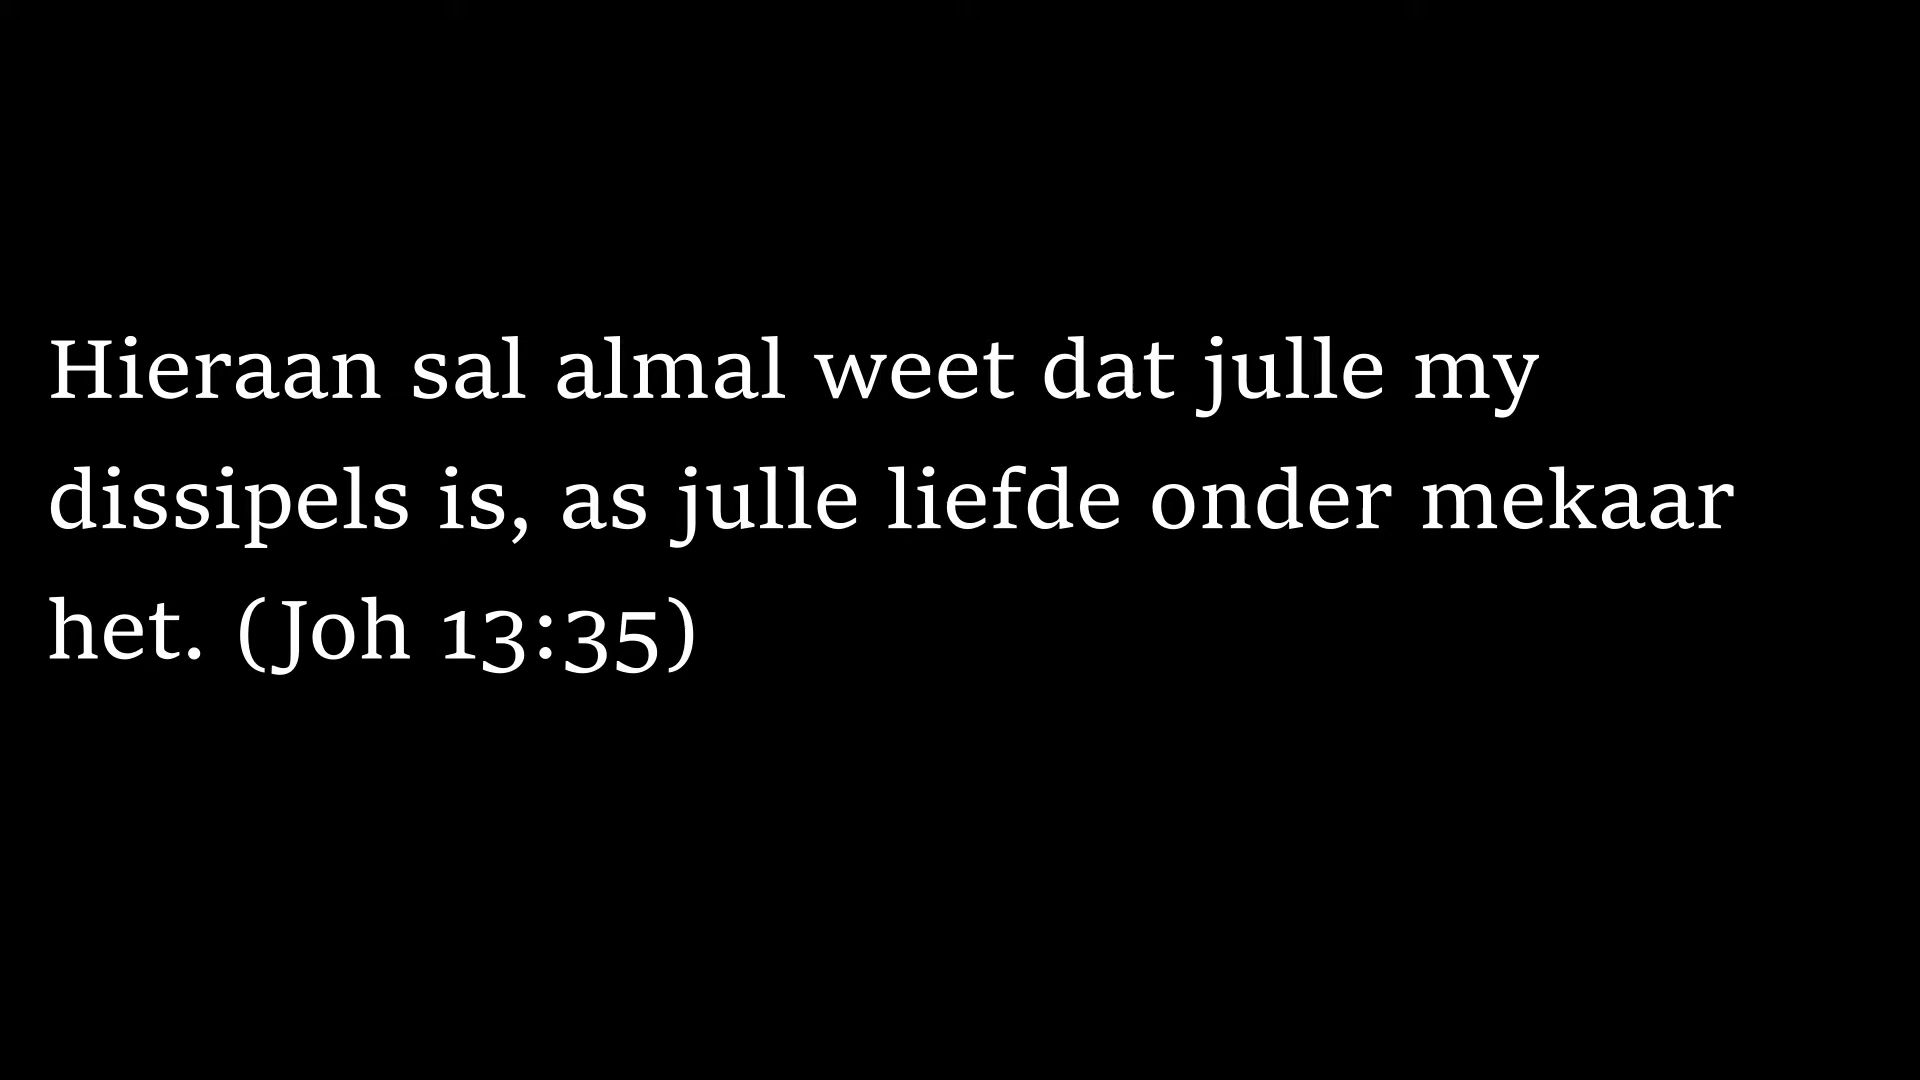 Hieraan sal almal weet dat julle my
dissipels is, as julle liefde onder mekaar
het. (Joh 13:35)